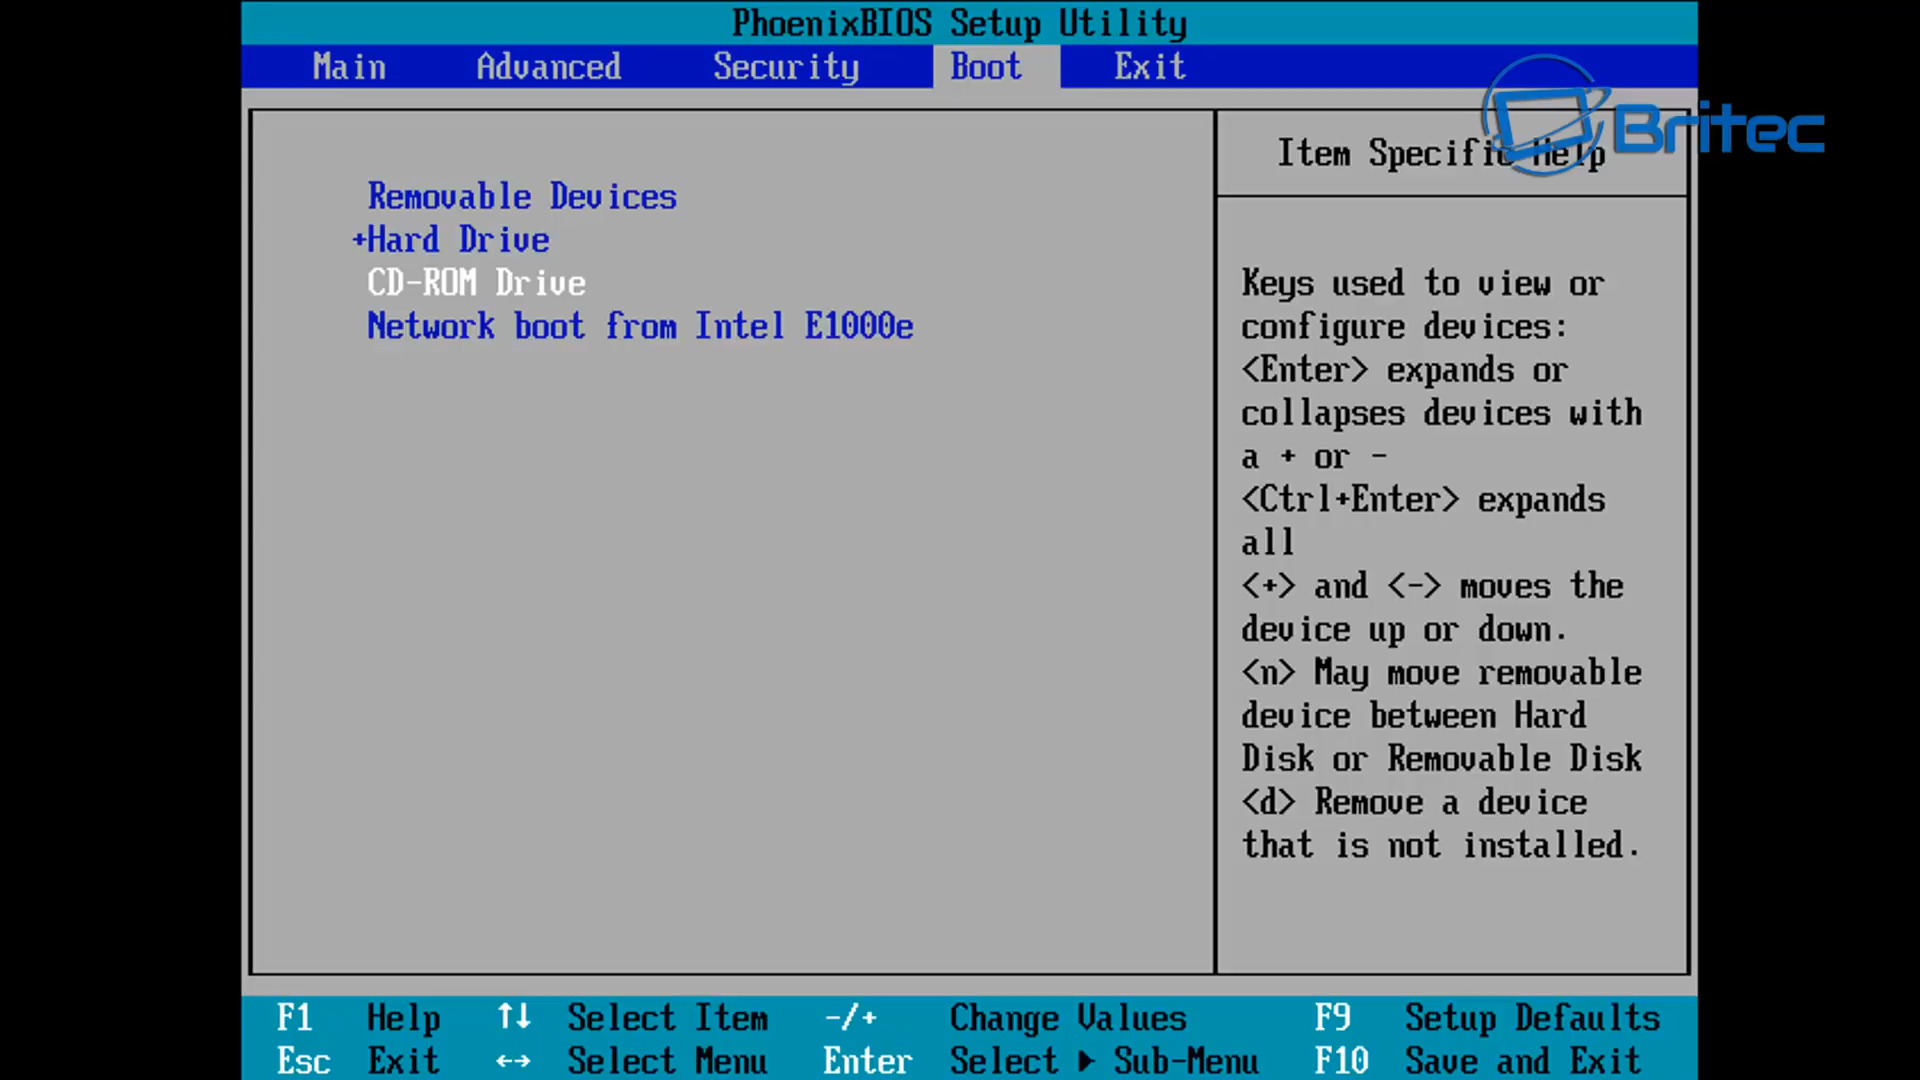 PhoenixBIOS Setup Utility
Main Advanced Security Boot Exit
Britec
Item Specific Help
Removable Devices
+Hard Drive
CD-ROM Drive
Network boot from Intel E1000e
Keys used to view or
configure devices:
<Enter> expands or
collapses devices with
a + or -
<Ctrl+Enter> expands
all
<+> and <-> moves the
device up or down.
<n> May move removable
device between Hard
Disk or Removable Disk
<d> Remove a device
that is not installed.
F1 Help ↑↓ Select Item -/+ Change Values F9 Setup Defaults
Esc Exit ↔ Select Menu Enter Select ▶ Sub-Menu F10 Save and Exit